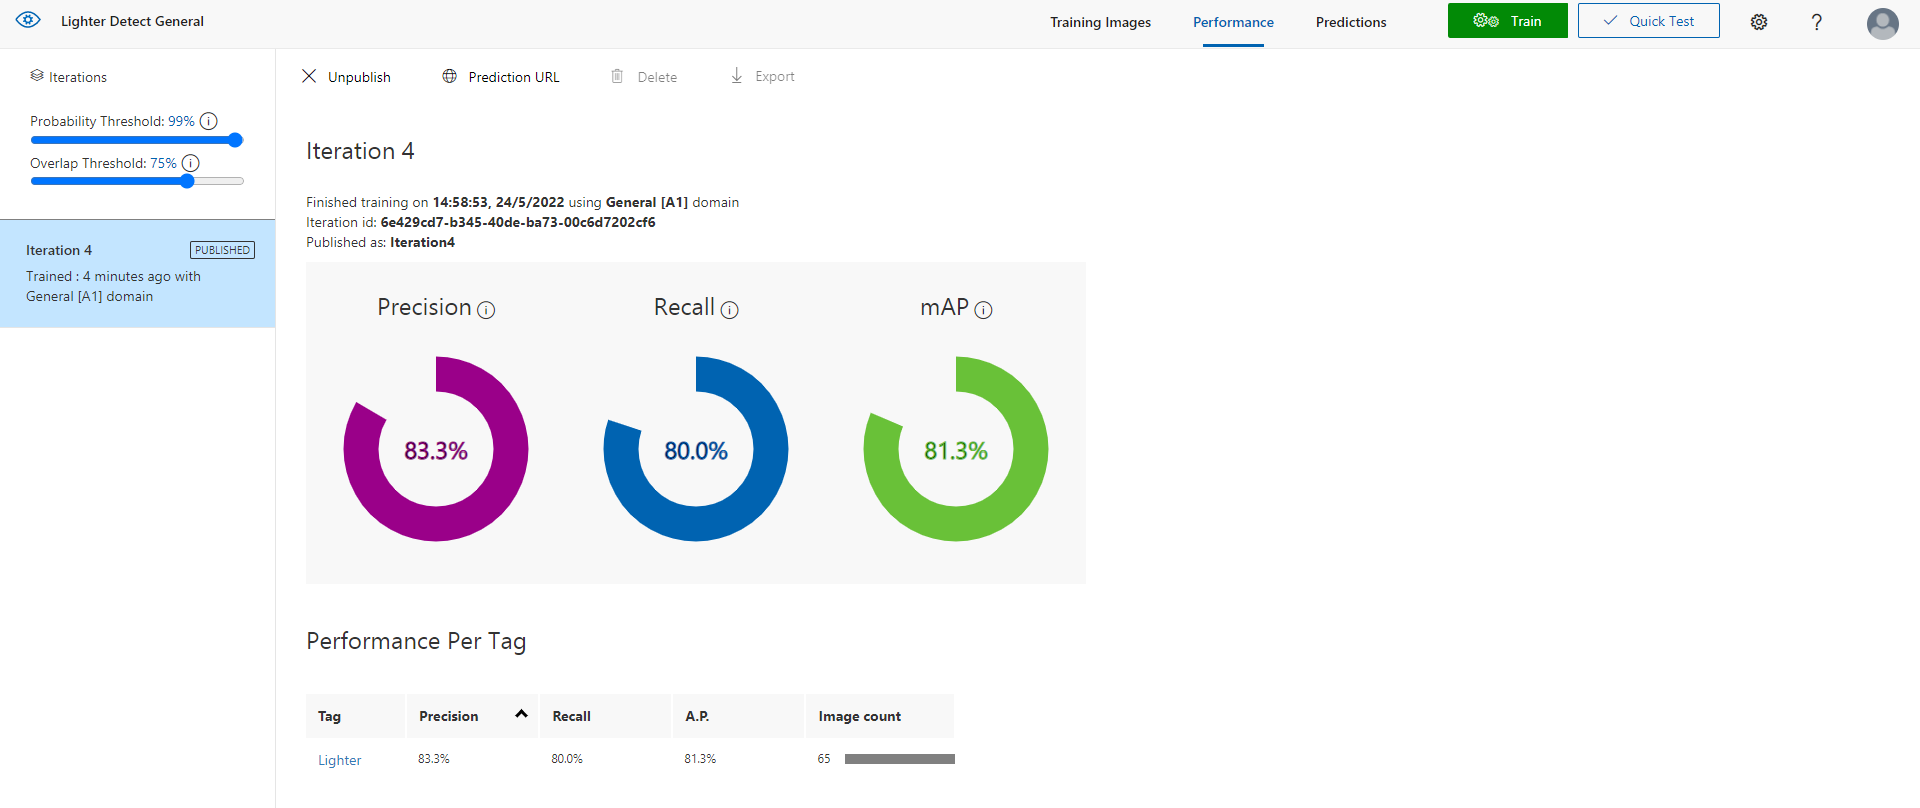 Lighter Detect General
Training Images
Performance
Predictions
Train
Quick Test
?
Iterations
Probability Threshold: 99% i
Overlap Threshold: 75% i
Iteration 4
PUBLISHED
Trained : 4 minutes ago with
General [A1] domain
Unpublish
Prediction URL
Delete
Export
Iteration 4
Finished training on 14:58:53, 24/5/2022 using General [A1] domain
Iteration id: 6e429cd7-b345-40de-ba73-00c6d7202cf6
Published as: Iteration4
Precision i
Recall i
mAP i
83.3%
80.0%
81.3%
Performance Per Tag
Tag Precision Recall A.P. Image count
Lighter 83.3% 80.0% 81.3% 65